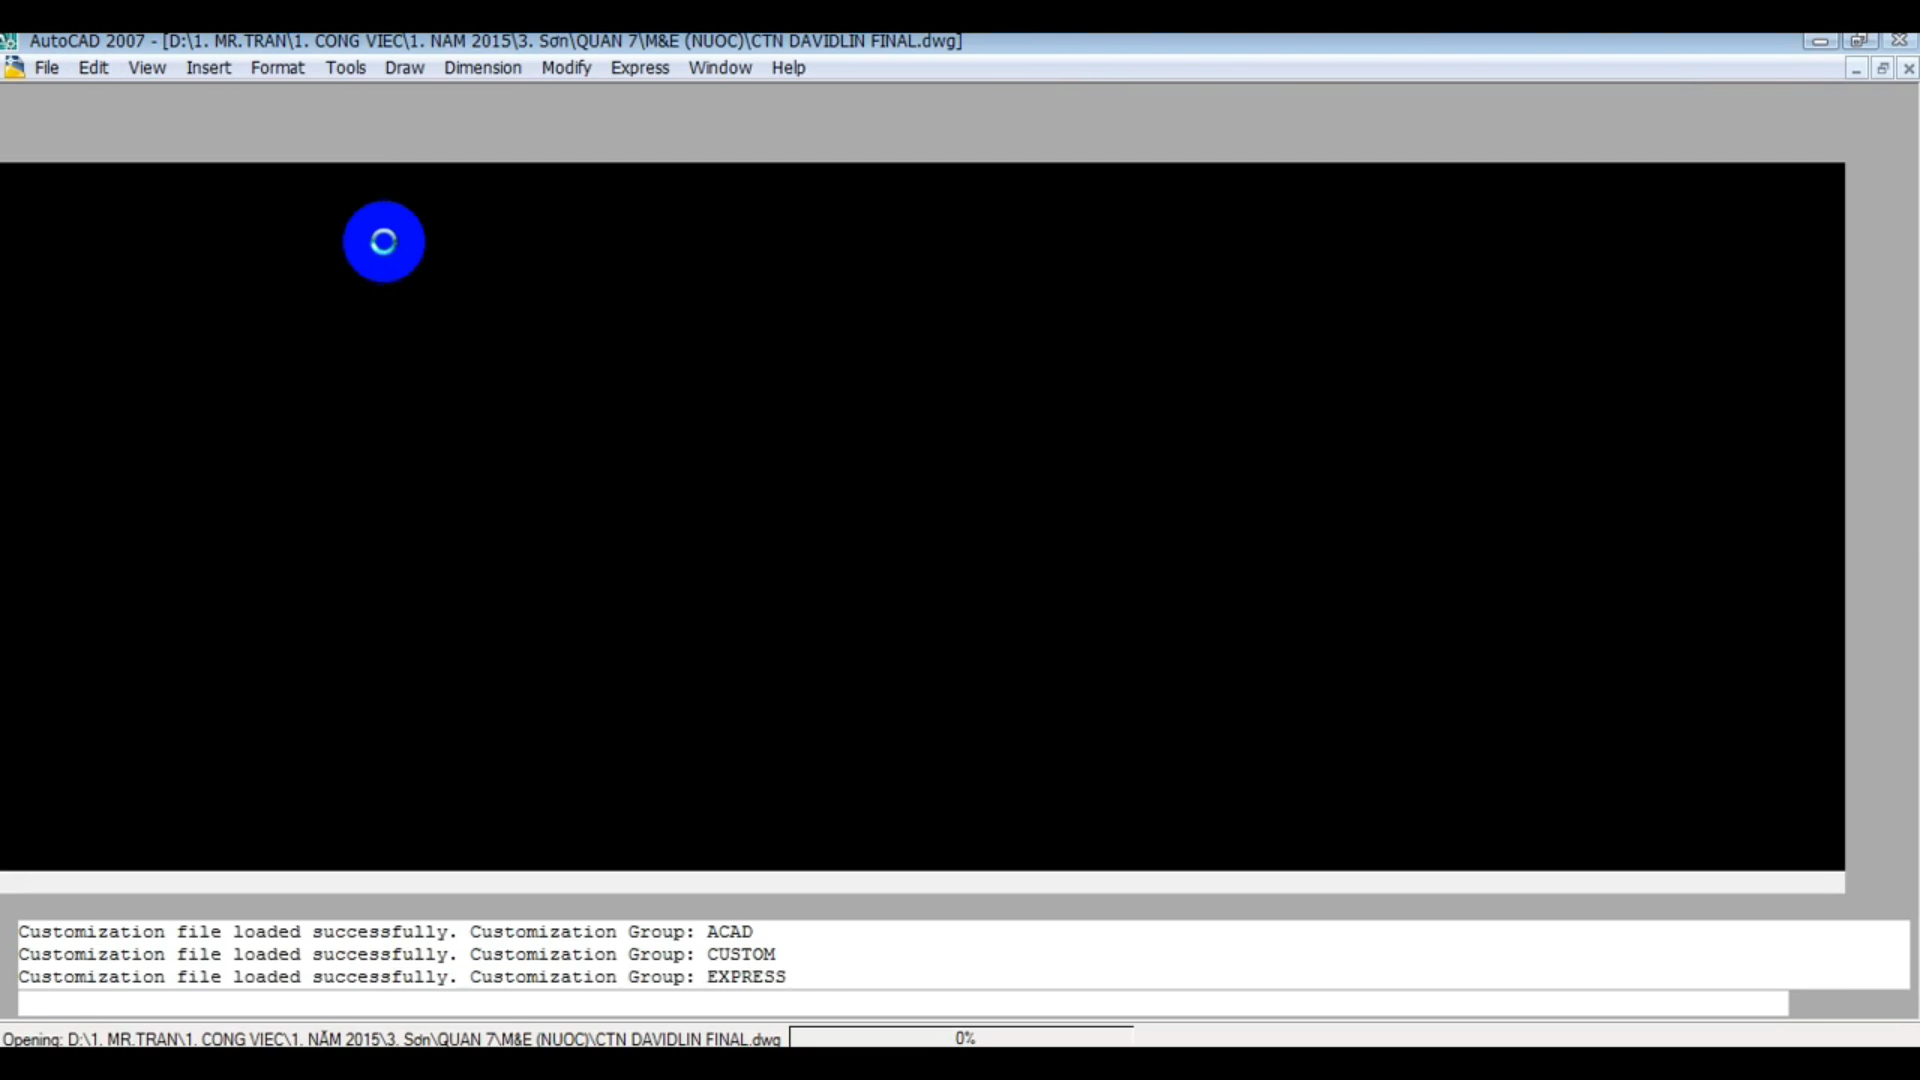 AutoCAD 2007 - [D:\1. MR.TRAN\1. CONG VIEC\1. NAM 2015\3. Sơn\QUAN 7\M&E (NUOC)\CTN DAVIDLIN FINAL.dwg]
File Edit View Insert Format Tools Draw Dimension Modify Express Window Help
Customization file loaded successfully. Customization Group: ACAD
Customization file loaded successfully. Customization Group: CUSTOM
Customization file loaded successfully. Customization Group: EXPRESS
Opening: D:\1. MR.TRAN\1. CONG VIEC\1. NĂM 2015\3. Sơn\QUAN 7\M&E (NUOC)\CTN DAVIDLIN FINAL.dwg 0%